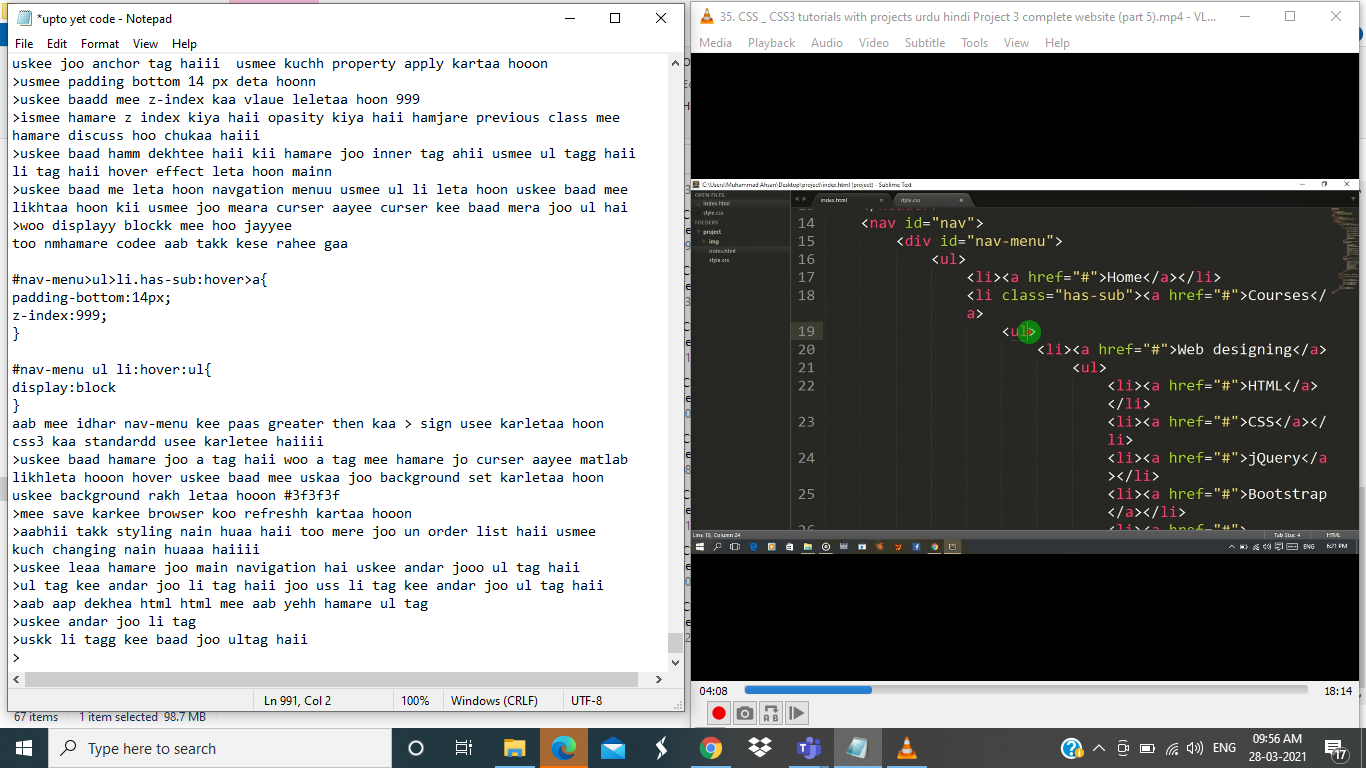 *upto yet code - Notepad
File Edit Format View Help
uskee joo anchor tag haiii  usmee kuchh property apply kartaa hooon
>usmee padding bottom 14 px deta hoonn
>uskee baadd mee z-index kaa vlaue leletaa hoon 999
>ismee hamare z index kiya haii opasity kiya haii hamjare previous class mee
hamare discuss hoo chukaa haiii
>uskee baad hamm dekhtee haii kii hamare joo inner tag ahii usmee ul tagg haii
li tag haii hover effect leta hoon mainn
>uskee baad me leta hoon navgation menuu usmee ul li leta hoon uskee baad mee
likhtaa hon kii usmee joo meara curser aayee curser kee baad mera joo ul hai
>woo displayy blockk mee hoo jayyee
too nmhamare codee aab takk kese rahee gaa
#nav-menu>ul>li.has-sub:hover>a{
padding-bottom:14px;
z-index:999;
}
#nav-menu ul li:hover:ul{
display:block
}
aab mee idhar nav-menu kee paas greater then kaa > sign usee karletaa hoon
css3 kaa standardd usee karletee haiiii
>uskee baad hamare joo a tag haii woo a tag mee hamare jo curser aayee matlab
likhleta hooon hover uskee baad mee uskaa joo background set karletaa hoon
uskee background rakh letaa hooon #3f3f3f
>mee save karkee browser koo refreshh kartaa hooon
>aabhii takk styling nain huaa haii too mere joo un order list haii usmee
kuch changing nain huaaa haiiii
>uskee leaa hamare joo main navigation hai uskee andar jooo ul tag haii
>ul tag kee andar joo li tag haii joo uss li tag kee andar joo ul tag haii
>aab aap dekhea html html mee aab yehh hamare ul tag
>uskee andar joo li tag
>uskk li tagg kee baad joo ultag haii
>
Ln 991, Col 2 100% Windows (CRLF) UTF-8
67 items 1 item selected 98.7 MB
35. CSS _ CSS3 tutorials with projects urdu hindi Project 3 complete website (part 5).mp4 - VL...
Media Playback Audio Video Subtitle Tools View Help
C:\Users\Muhammad Ahsan\Desktop\project\index.html (project) - Sublime Text
OPEN FILES
index.html
style.css
FOLDERS
project
img
index.html
style.css
index.html style.css
14 <nav id="nav">
15 <div id="nav-menu">
16 <ul>
17 <li><a href="#">Home</a></li>
18 <li class="has-sub"><a href="#">Courses</
a>
19 <ul>
20 <li><a href="#">Web designing</a>
21 <ul>
22 <li><a href="#">HTML</a>
</li>
23 <li><a href="#">CSS</a></
li>
24 <li><a href="#">jQuery</a
></li>
25 <li><a href="#">Bootstrap
</a></li>
26 <li><a href="#">
Line 19, Column 24 Tab Size: 4 HTML
ENG 6:21 PM
04:08 18:14
Type here to search
ENG 09:56 AM
28-03-2021
17